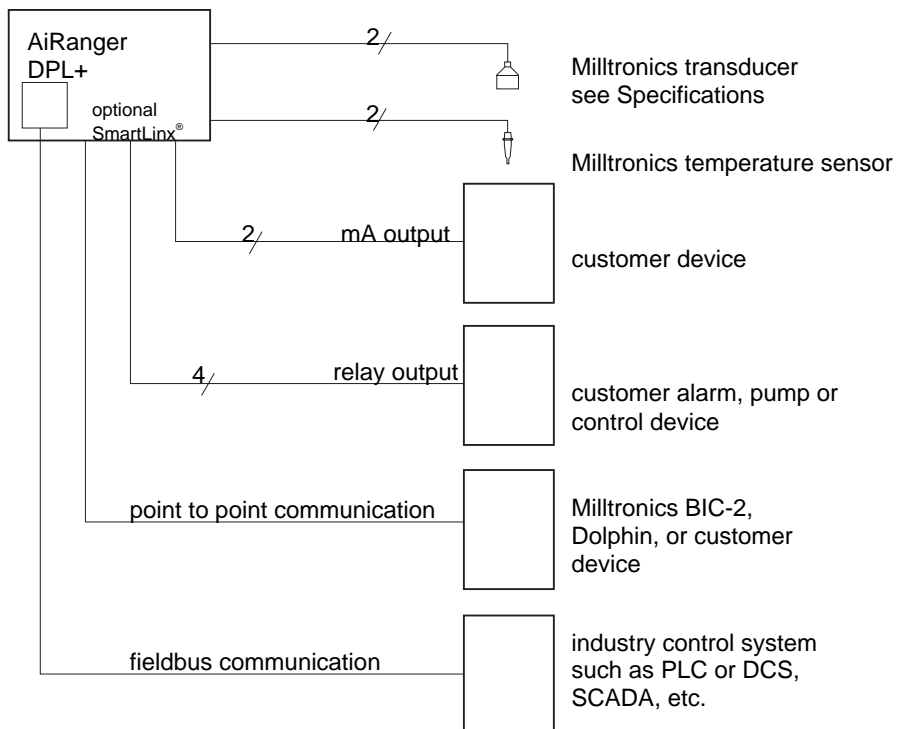 AiRanger
DPL+
optional
SmartLinx®
2
Milltronics transducer
see Specifications
2
Milltronics temperature sensor
2
mA output
customer device
4
relay output
customer alarm, pump or
control device
point to point communication
Milltronics BIC-2,
Dolphin, or customer
device
fieldbus communication
industry control system
such as PLC or DCS,
SCADA, etc.